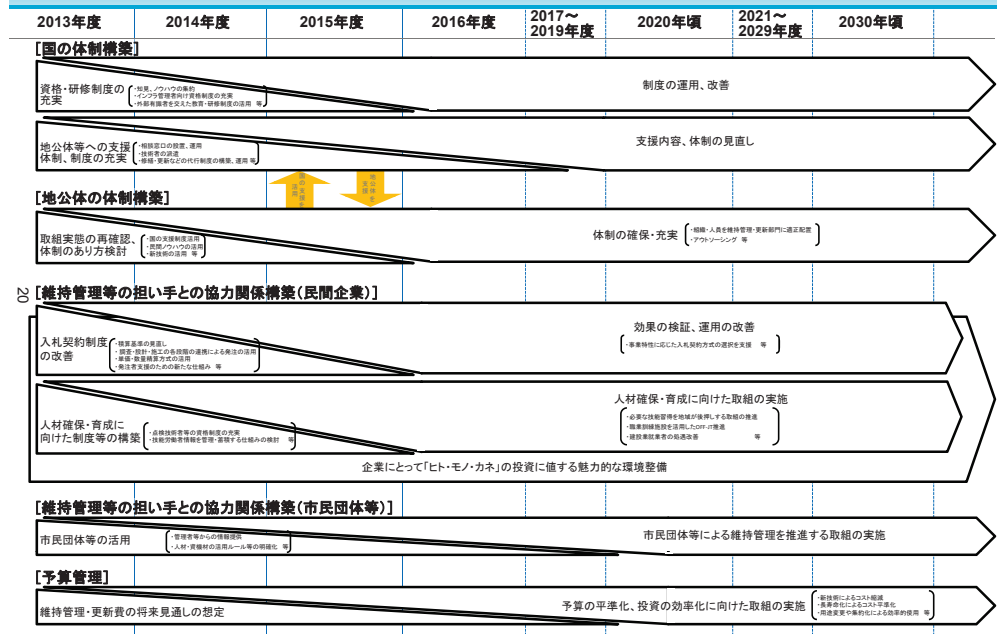 2013年度
2014年度
2015年度
2016年度
2017～
2019年度
2020年頃
2021～
2029年度
2030年頃
[国の体制構築]
資格・研修制度の
充実
・知見、ノウハウの集約
・インフラ管理者向け資格制度の充実
・外部有識者を交えた教育・研修制度の活用 等
制度の運用、改善
地公体等への支援
体制、制度の充実
・相談窓口の設置、運用
・技術者の派遣
・修繕・更新などの代行制度の構築、運用 等
支援内容、体制の見直し
国の支援を
活用
地公体を
支援
[地公体の体制構築]
取組実態の再確認、
体制のあり方検討
・国の支援制度活用
・民間ノウハウの活用
・新技術の活用 等
体制の確保・充実
・組織・人員を維持管理・更新部門に適正配置
・アウトソーシング 等
20
[維持管理等の担い手との協力関係構築(民間企業)]
入札契約制度
の改善
・積算基準の見直し
・調査・設計・施工の各段階の連携による発注の活用
・単価・数量精算方式の活用
・発注者支援のための新たな仕組み 等
効果の検証、運用の改善
・事業特性に応じた入札契約方式の選択を支援 等
人材確保・育成に
向けた制度等の構築
・点検技術者等の資格制度の充実
・技能労働者情報を管理・蓄積する仕組みの検討 等
人材確保・育成に向けた取組の実施
・必要な技能習得を地域が後押しする取組の推進
・職業訓練施設を活用したOFF-JT推進
・建設業就業者の処遇改善 等
企業にとって「ヒト・モノ・カネ」の投資に値する魅力的な環境整備
[維持管理等の担い手との協力関係構築(市民団体等)]
市民団体等の活用
・管理者等からの情報提供
・人材・資機材の活用ルール等の明確化 等
市民団体等による維持管理を推進する取組の実施
[予算管理]
維持管理・更新費の将来見通しの想定
予算の平準化、投資の効率化に向けた取組の実施
・新技術によるコスト縮減
・長寿命化によるコスト平準化
・用途変更や集約化による効率的使用 等